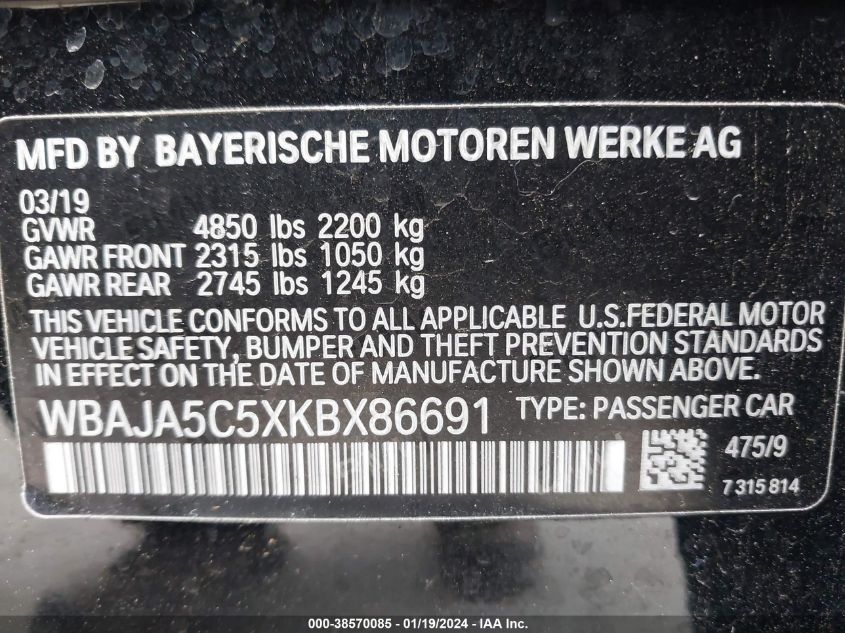 MFD BY BAYERISCHE MOTOREN WERKE AG
03/19
GVWR 4850 lbs 2200 kg
GAWR FRONT 2315 lbs 1050 kg
GAWR REAR 2745 lbs 1245 kg
THIS VEHICLE CONFORMS TO ALL APPLICABLE U.S.FEDERAL MOTOR
VEHICLE SAFETY, BUMPER AND THEFT PREVENTION STANDARDS
IN EFFECT ON THE DATE OF MANUFACTURE SHOWN ABOVE.
WBAJA5C5XKBX86691 TYPE: PASSENGER CAR
475/9
7315814
000-38570085 - 01/19/2024 - IAA Inc.